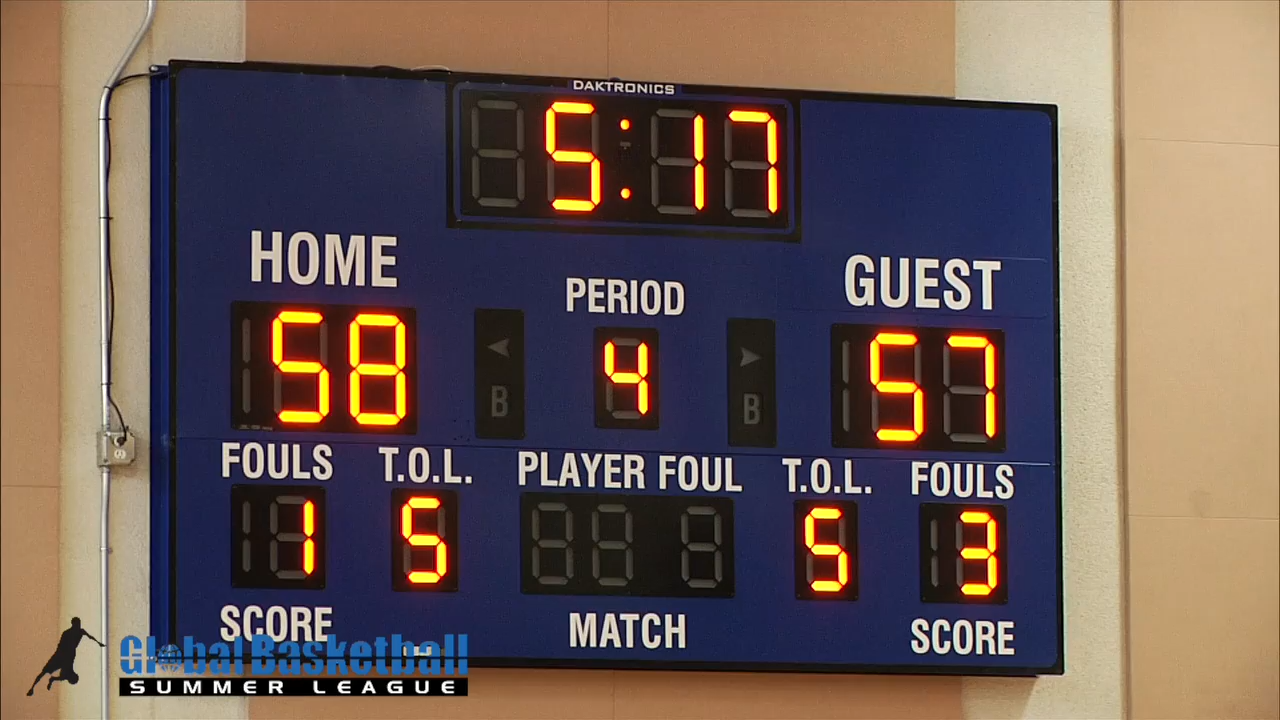 DAKTRONICS
5:17
HOME
PERIOD
GUEST
58
4
57
B
B
FOULS T.O.L. PLAYER FOUL T.O.L. FOULS
1 5 5 3
SCORE MATCH SCORE
Global Basketball
SUMMER LEAGUE